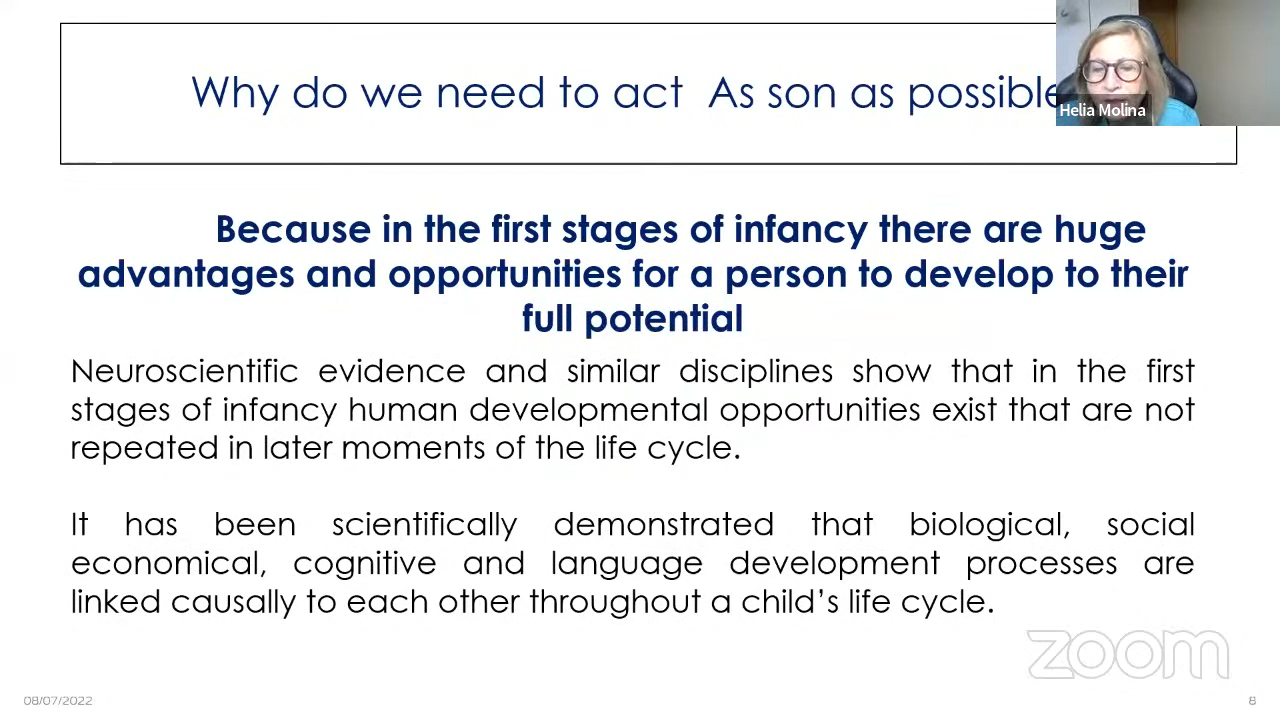 Why do we need to act As son as possible
Helia Molina
Because in the first stages of infancy there are huge
advantages and opportunities for a person to develop to their
full potential
Neuroscientific evidence and similar disciplines show that in the first
stages of infancy human developmental opportunities exist that are not
repeated in later moments of the life cycle.
It has been scientifically demonstrated that biological, social
economical, cognitive and language development processes are
linked causally to each other throughout a child’s life cycle.
zoom
08/07/2022
8